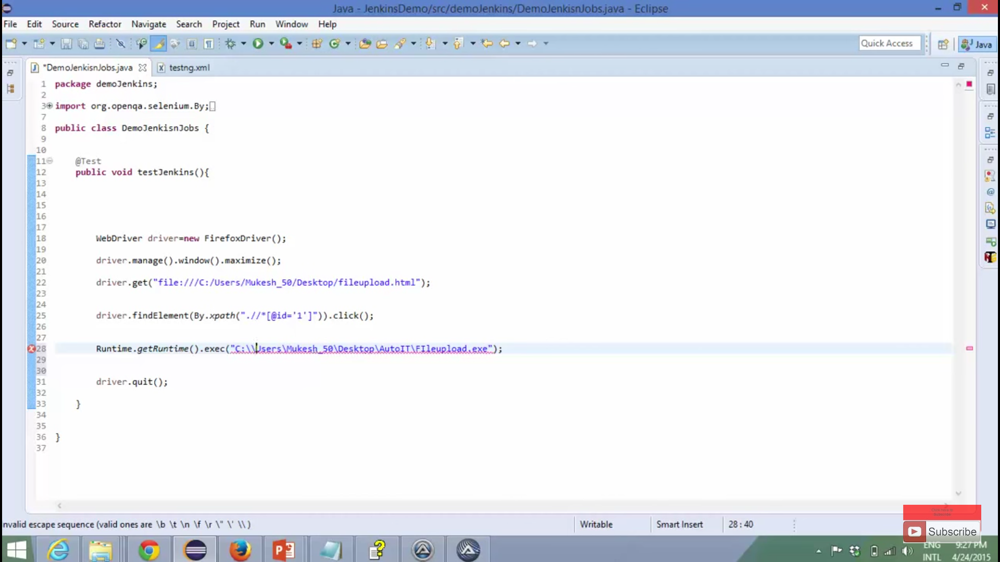 Java - JenkinsDemo/src/demoJenkins/DemoJenkisnJobs.java - Eclipse
File Edit Source Refactor Navigate Search Project Run Window Help
Quick Access
Java
*DemoJenkisnJobs.java
testng.xml
1 package demoJenkins;
2
3 import org.openqa.selenium.By;
7
8 public class DemoJenkisnJobs {
9
10
11 @Test
12 public void testJenkins(){
13
14
15
16
17
18 WebDriver driver=new FirefoxDriver();
19
20 driver.manage().window().maximize();
21
22 driver.get("file:///C:/Users/Mukesh_50/Desktop/fileupload.html");
23
24
25 driver.findElement(By.xpath(".//*[@id='1']")).click();
26
27
28 Runtime.getRuntime().exec("C:\\Users\Mukesh_50\Desktop\AutoIT\FIleupload.exe");
29
30
31 driver.quit();
32
33 }
34
35
36 }
37
nvalid escape sequence (valid ones are \b \t \n \f \r \" \' \\ )
Writable
Smart Insert
28 : 40
Subscribe
ENG
INTL
9:27 PM
4/24/2015